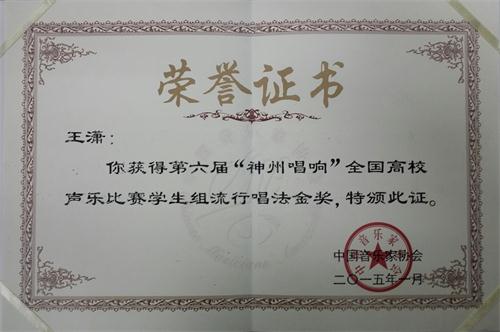 荣誉证书
王潇：
你获得第六届“神州唱响”全国高校
声乐比赛学生组流行唱法金奖，特颁此证。
中国音乐家协会
二〇一五年一月